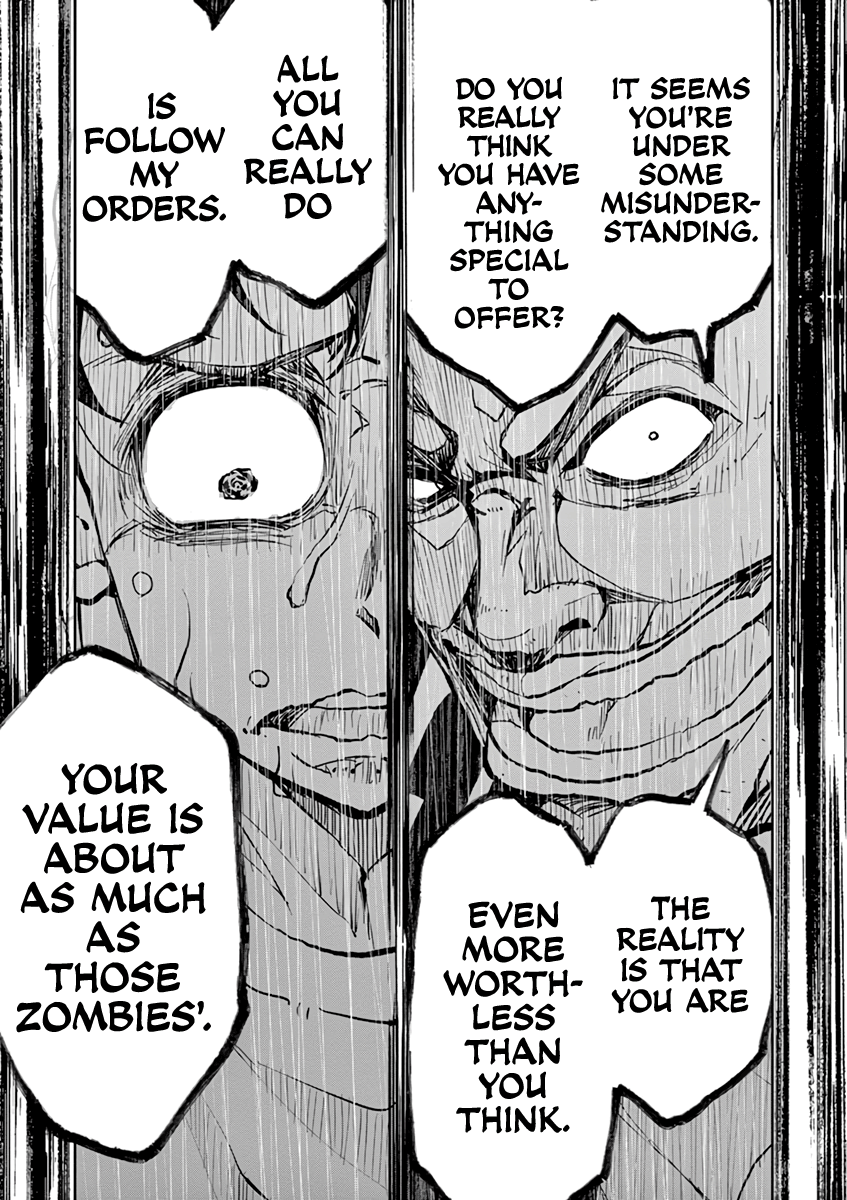 IT SEEMS
YOU'RE
UNDER
SOME
MISUNDER-
STANDING.
DO YOU
REALLY
THINK
YOU HAVE
ANY-
THING
SPECIAL
TO
OFFER?
THE
REALITY
IS THAT
YOU ARE
EVEN
MORE
WORTH-
LESS
THAN
YOU
THINK.
ALL
YOU
CAN
REALLY
DO
IS
FOLLOW
MY
ORDERS.
YOUR
VALUE IS
ABOUT
AS MUCH
AS
THOSE
ZOMBIES'.